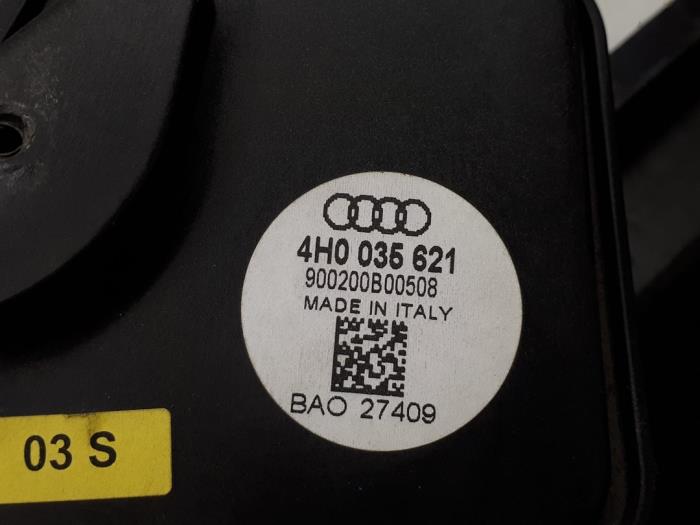 4H0 035 621
900200B00508
MADE IN ITALY
BAO 27409
03 S